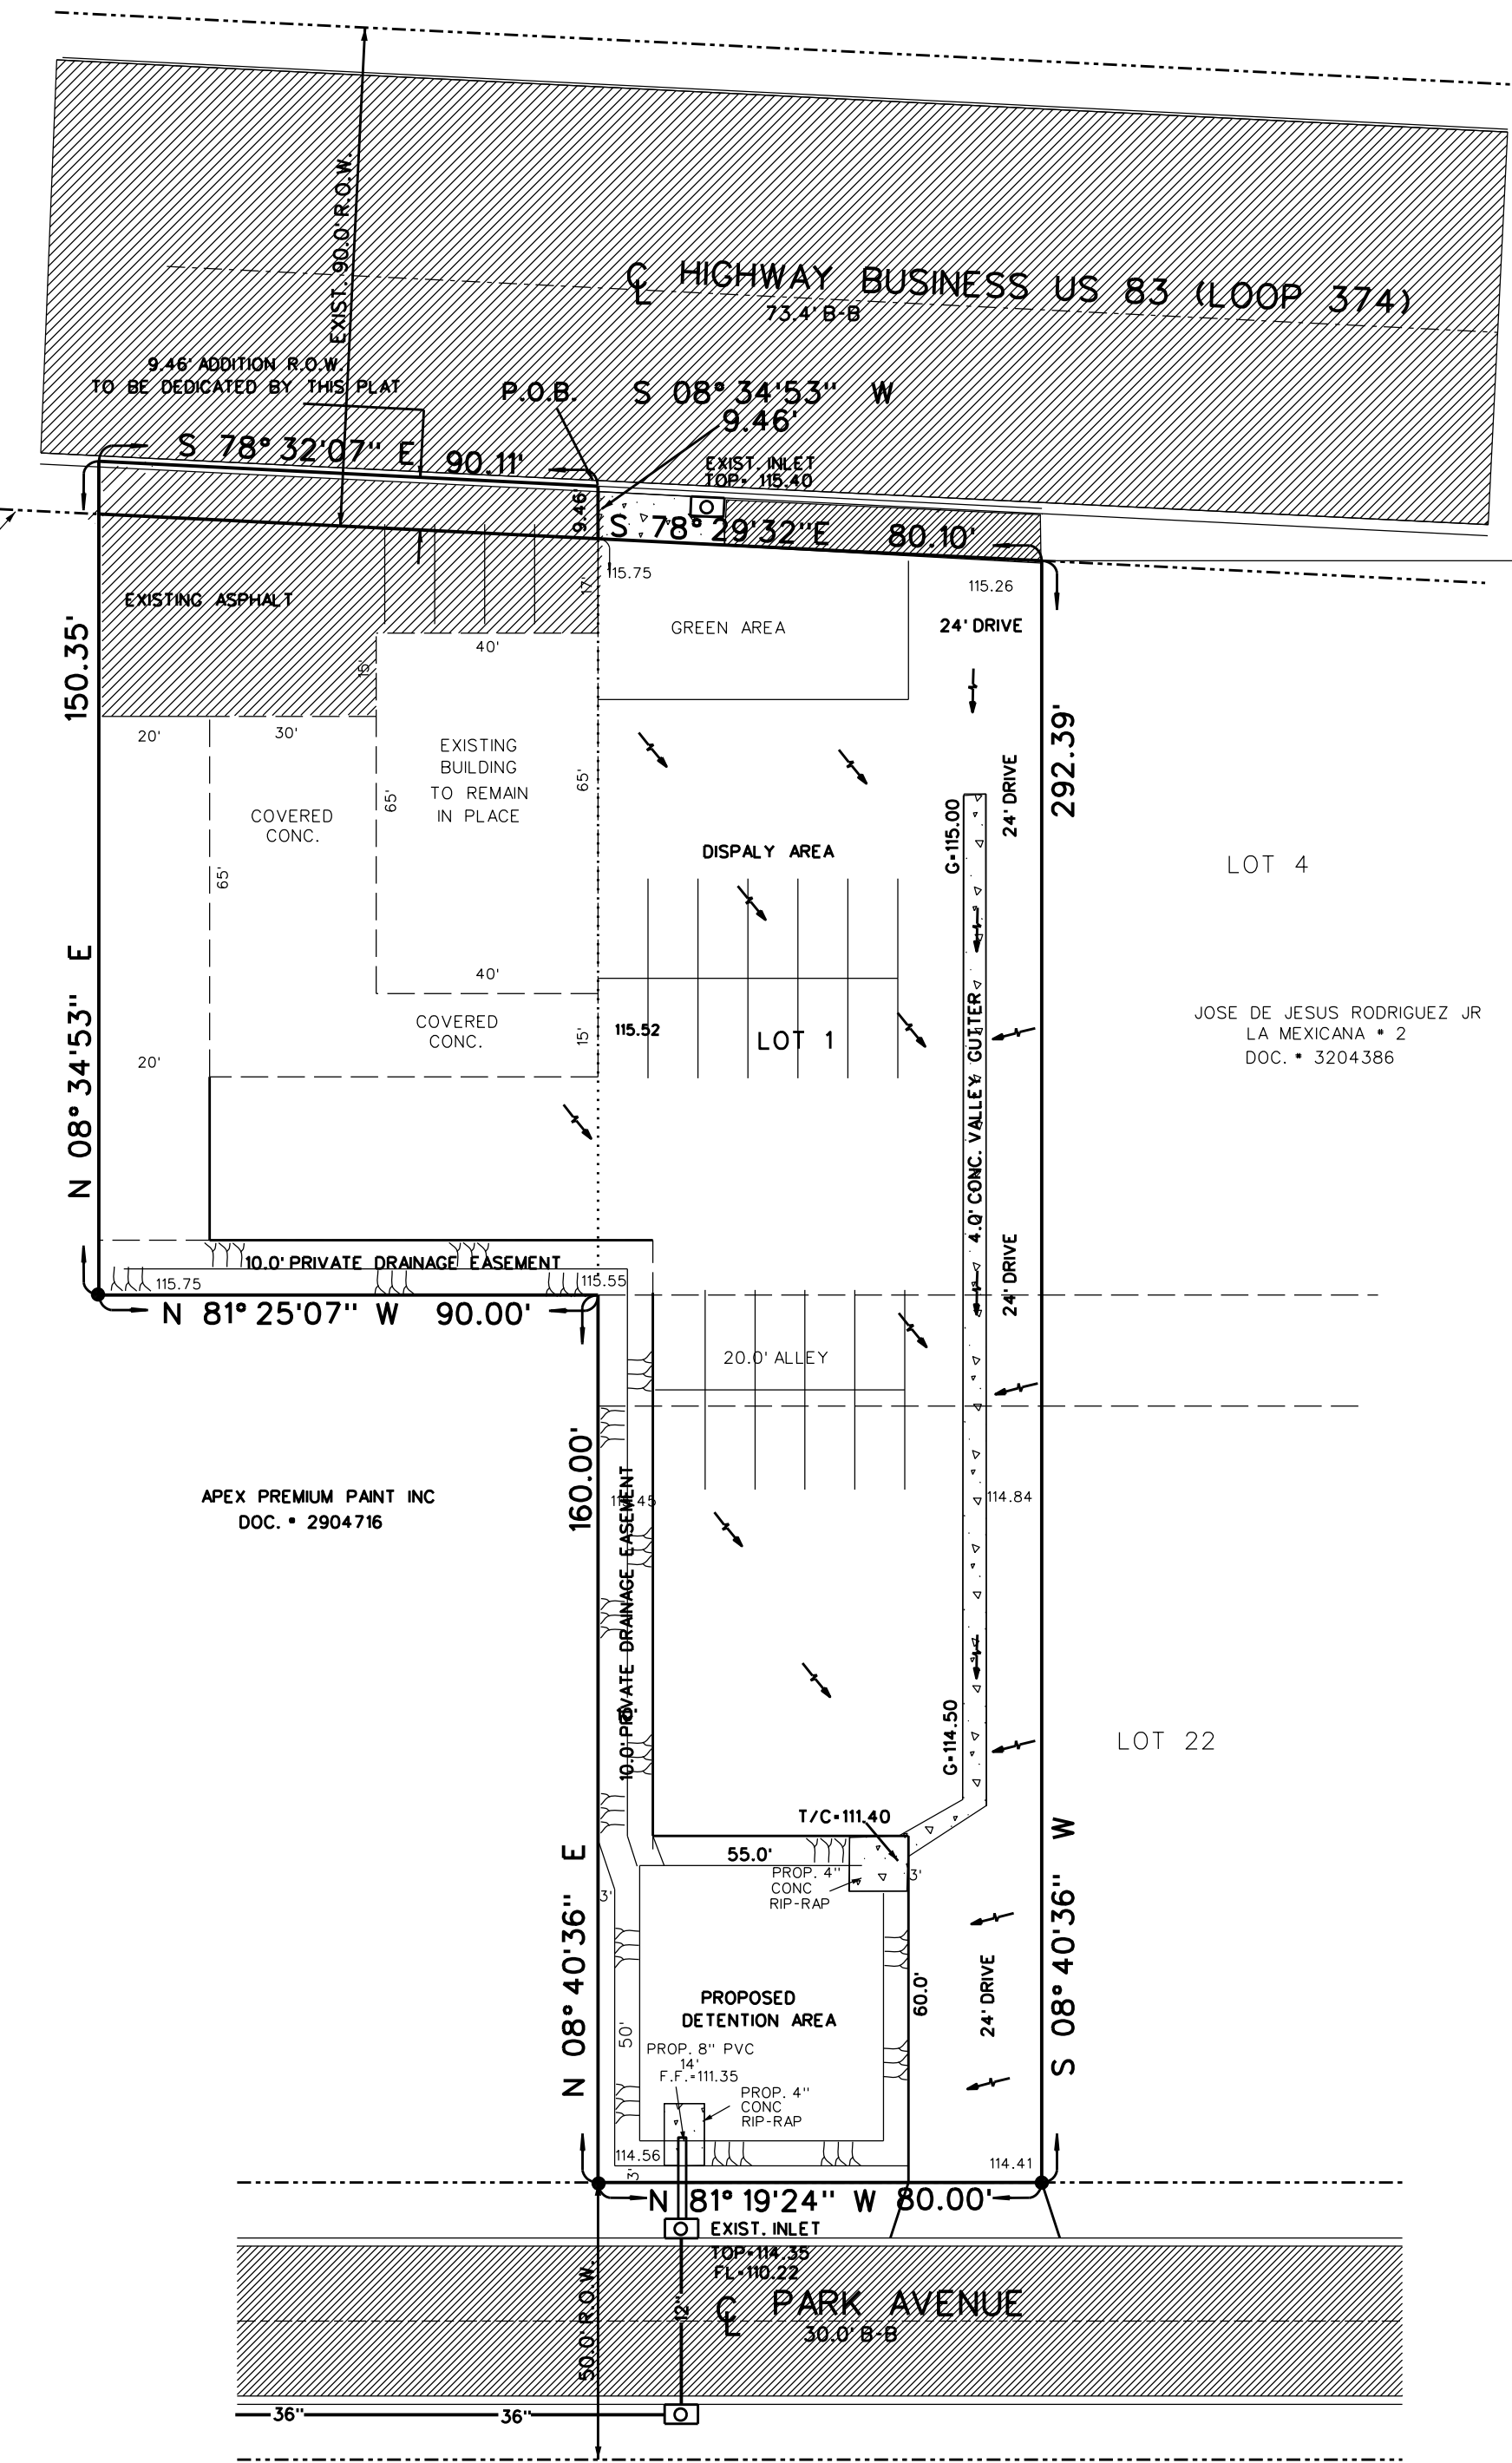 EXIST. 90.0' R.O.W.
℄ HIGHWAY BUSINESS US 83 (LOOP 374)
73.4' B-B
9.46' ADDITION R.O.W.
TO BE DEDICATED BY THIS PLAT
P.O.B.
S 08° 34'53" W
9.46'
S 78° 32'07" E 90.11'
EXIST. INLET
TOP= 115.40
9.46'
S 78° 29'32"E 80.10'
115.75
115.26
17'
EXISTING ASPHALT
GREEN AREA
24' DRIVE
150.35'
40'
15'
20'
30'
EXISTING
BUILDING
TO REMAIN
IN PLACE
65'
65'
65'
COVERED
CONC.
292.39'
24' DRIVE
G=115.00
DISPALY AREA
LOT 4
N 08° 34'53" E
40'
COVERED
CONC.
15'
115.52
LOT 1
20'
4.0' CONC. VALLEY GUTTER
JOSE DE JESUS RODRIGUEZ JR
LA MEXICANA # 2
DOC. # 3204386
24' DRIVE
10.0' PRIVATE DRAINAGE EASEMENT
115.75
115.55
N 81° 25'07" W 90.00'
20.0' ALLEY
160.00'
APEX PREMIUM PAINT INC
DOC. # 2904716
10.0' PRIVATE DRAINAGE EASEMENT
114.84
G=114.50
LOT 22
T/C=111.40
55.0'
PROP. 4"
CONC
RIP-RAP
3'
3'
N 08° 40'36" E
S 08° 40'36" W
60.0'
24' DRIVE
PROPOSED
DETENTION AREA
50'
PROP. 8" PVC
14'
F.F.=111.35
PROP. 4"
CONC
RIP-RAP
114.56
3'
114.41
N 81° 19'24" W 80.00'
EXIST. INLET
TOP=114.35
FL=110.22
50.0' R.O.W.
12"
℄ PARK AVENUE
30.0' B-B
36"
36"